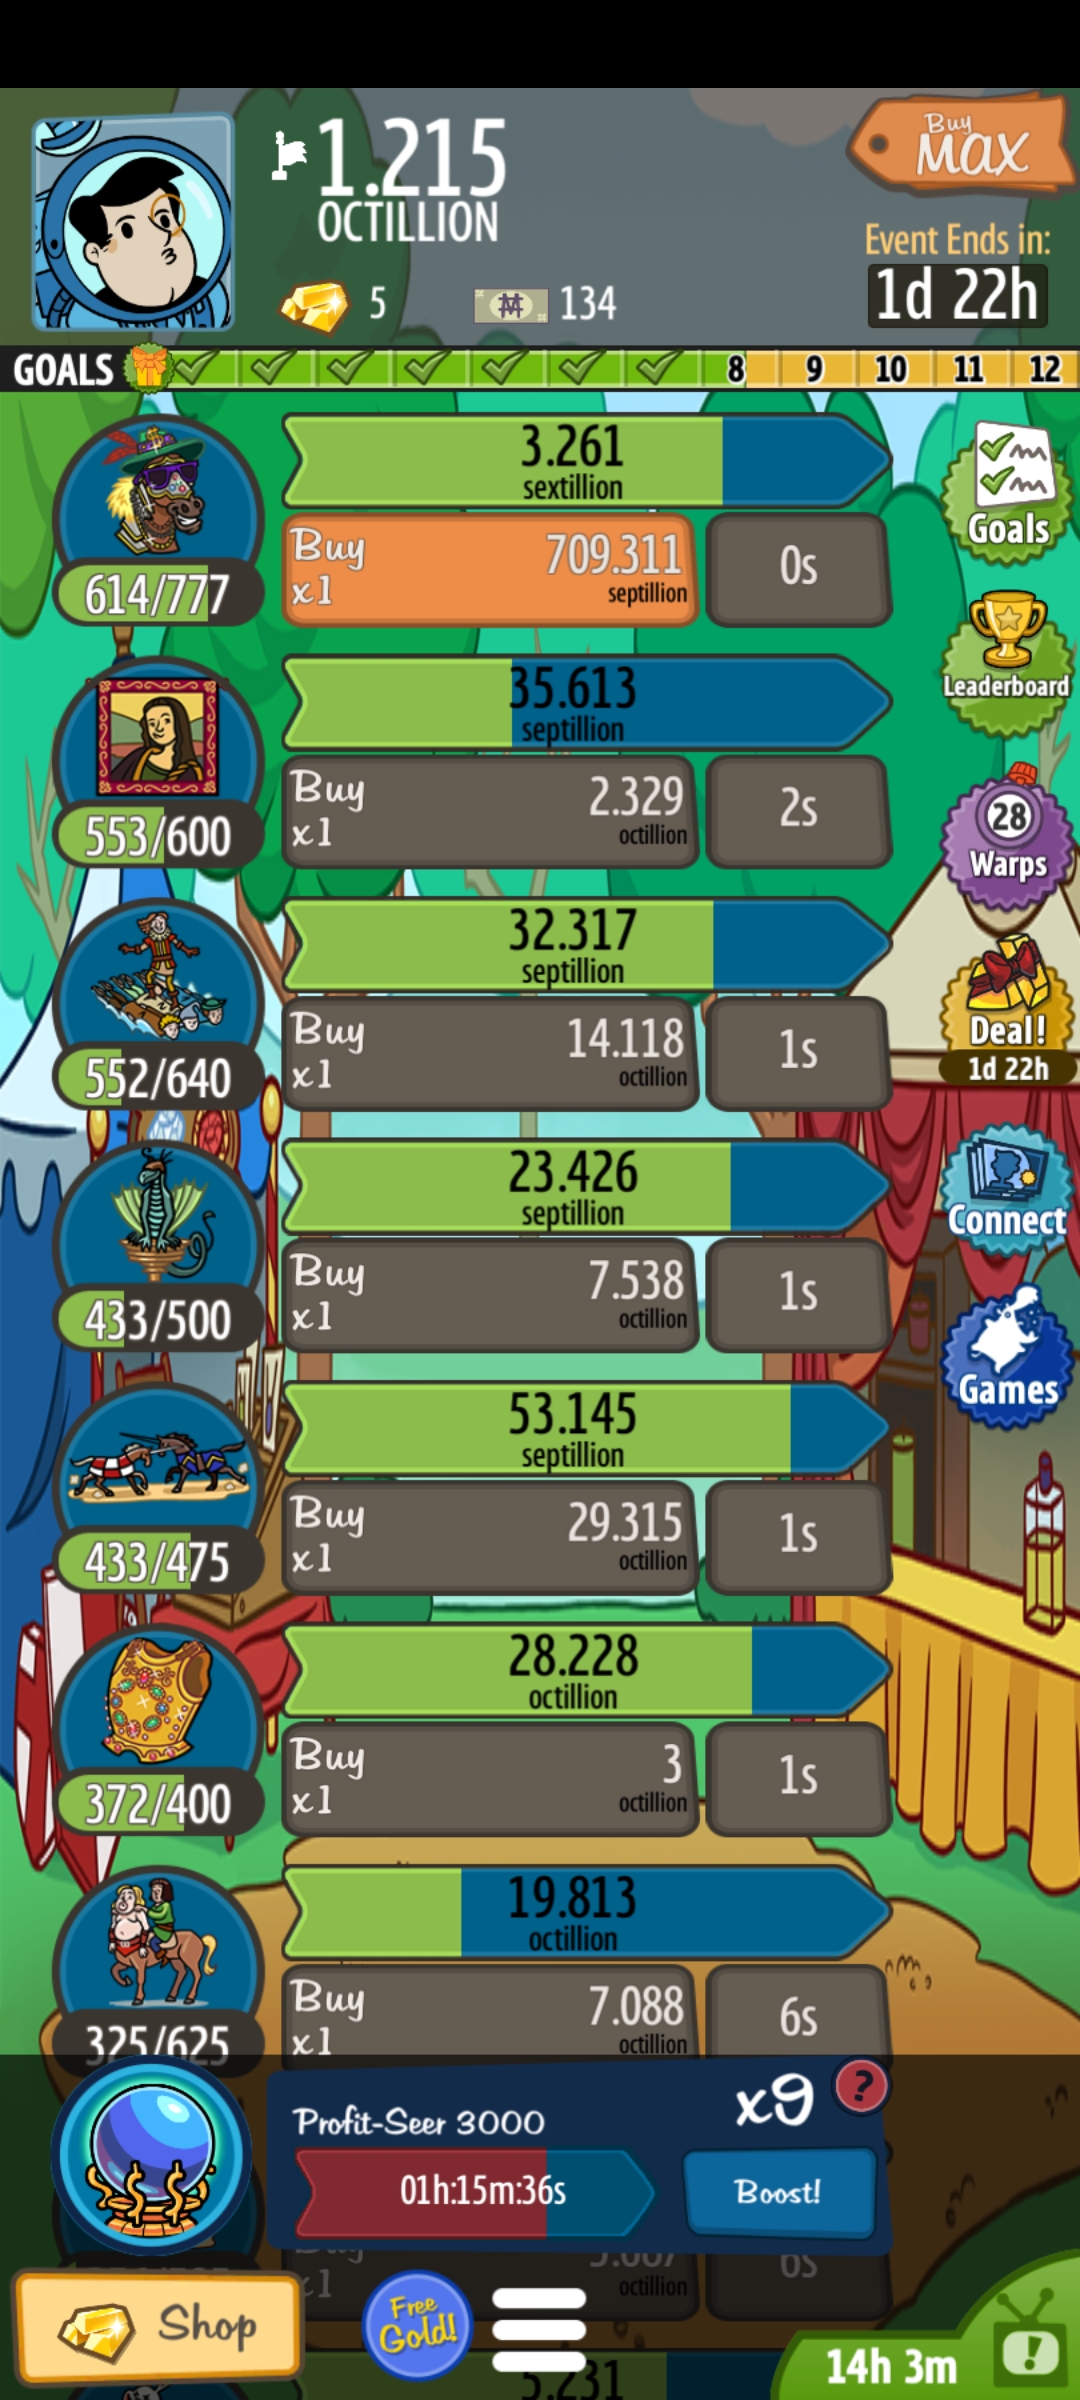 1.215
OCTILLION
Buy
MAX
5
134
Event Ends in:
1d 22h
GOALS
8 9 10 11 12
3.261
sextillion
Buy
x1
709.311
septillion
0s
614/777
Goals
Leaderboard
35.613
septillion
Buy
x1
2.329
octillion
2s
553/600
28
Warps
32.317
septillion
Buy
x1
14.118
octillion
1s
552/640
Deal!
1d 22h
23.426
septillion
Buy
x1
7.538
octillion
1s
433/500
Connect
Games
53.145
septillion
Buy
x1
29.315
octillion
1s
433/475
28.228
octillion
Buy
x1
3
octillion
1s
372/400
19.813
octillion
Buy
x1
7.088
octillion
6s
325/625
Profit-Seer 3000
x9
?
01h:15m:36s
Boost!
x1
octillion
6s
Shop
Free
Gold!
5.231
14h 3m
!